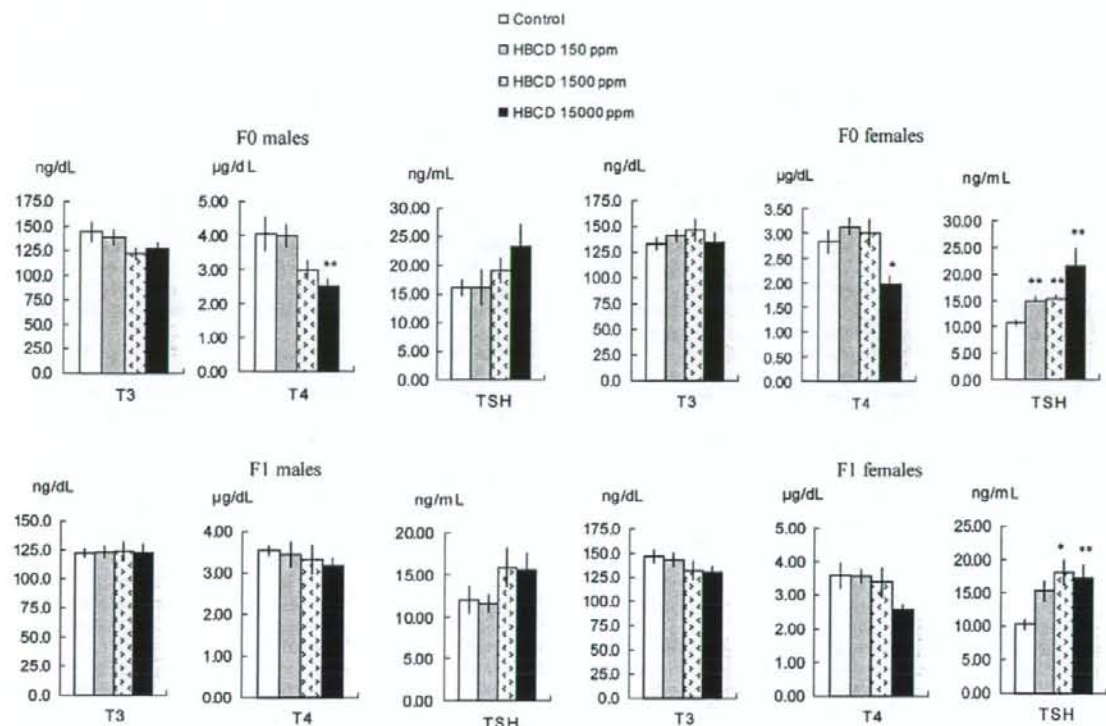 Control
HBCD 150 ppm
HBCD 1500 ppm
HBCD 15000 ppm
F0 males
F0 females
ng/dL
175.0
150.0
125.0
100.0
75.0
50.0
25.0
0.0
T3
µg/d L
5.00
4.00
3.00
2.00
1.00
0.00
**
T4
ng/mL
30.00
25.00
20.00
15.00
10.00
5.00
0.00
TSH
ng/dL
175.0
150.0
125.0
100.0
75.0
50.0
25.0
0.0
T3
µg/dL
3.50
3.00
2.50
2.00
1.50
1.00
0.50
0.00
*
T4
ng/mL
30.00
25.00
20.00
15.00
10.00
5.00
0.00
** ** **
TSH
F1 males
F1 females
ng/dL
150.0
125.0
100.0
75.0
50.0
25.0
0.0
T3
µg/dL
4.00
3.00
2.00
1.00
0.00
T4
ng/mL
20.00
15.00
10.00
5.00
0.00
TSH
ng/dL
175.0
150.0
125.0
100.0
75.0
50.0
25.0
0.0
T3
µg/dL
5.00
4.00
3.00
2.00
1.00
0.00
T4
ng/mL
25.00
20.00
15.00
10.00
5.00
0.00
* **
TSH